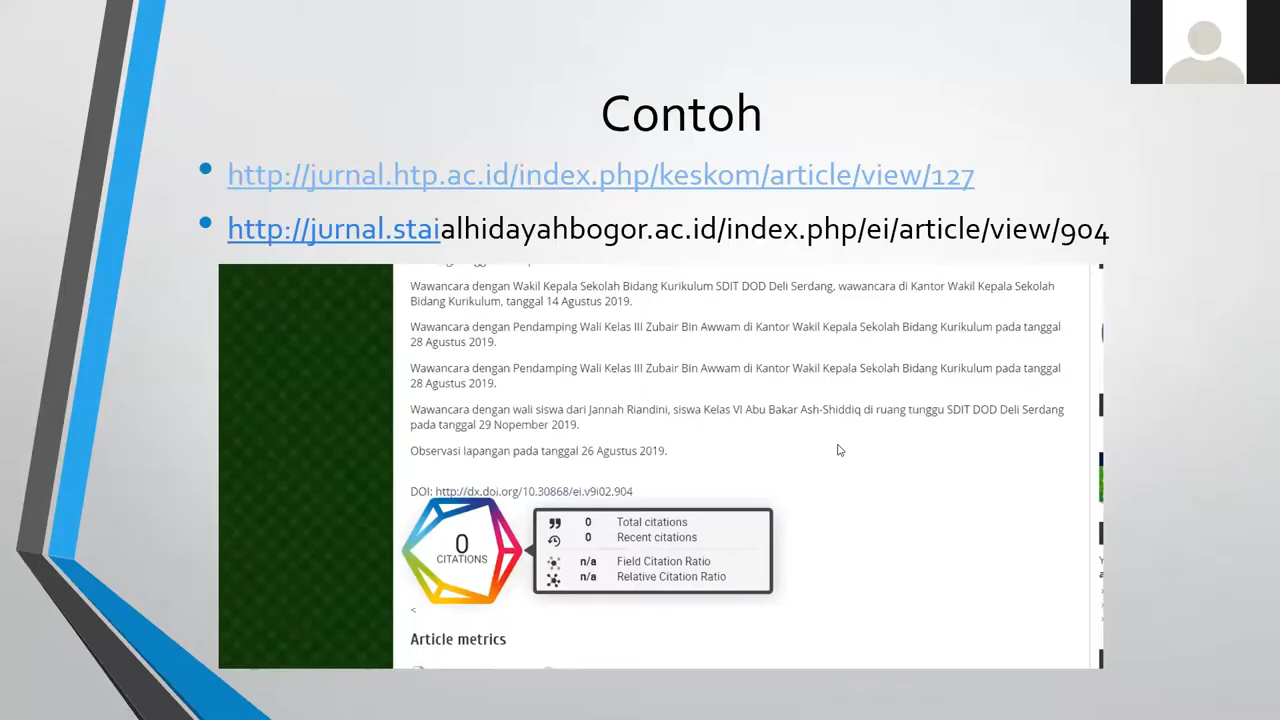 Contoh
• http://jurnal.htp.ac.id/index.php/keskom/article/view/127
• http://jurnal.staialhidayahbogor.ac.id/index.php/ei/article/view/904
Wawancara dengan Wakil Kepala Sekolah Bidang Kurikulum SDIT DOD Deli Serdang, wawancara di Kantor Wakil Kepala Sekolah
Bidang Kurikulum, tanggal 14 Agustus 2019.
Wawancara dengan Pendamping Wali Kelas III Zubair Bin Awwam di Kantor Wakil Kepala Sekolah Bidang Kurikulum pada tanggal
28 Agustus 2019.
Wawancara dengan Pendamping Wali Kelas III Zubair Bin Awwam di Kantor Wakil Kepala Sekolah Bidang Kurikulum pada tanggal
28 Agustus 2019.
Wawancara dengan wali siswa dari Jannah Riandini, siswa Kelas VI Abu Bakar Ash-Shiddiq di ruang tunggu SDIT DOD Deli Serdang
pada tanggal 29 Nopember 2019.
Observasi lapangan pada tanggal 26 Agustus 2019.
DOI: http://dx.doi.org/10.30868/ei.v9i02.904
0
CITATIONS
0 Total citations
0 Recent citations
n/a Field Citation Ratio
n/a Relative Citation Ratio
<
Article metrics